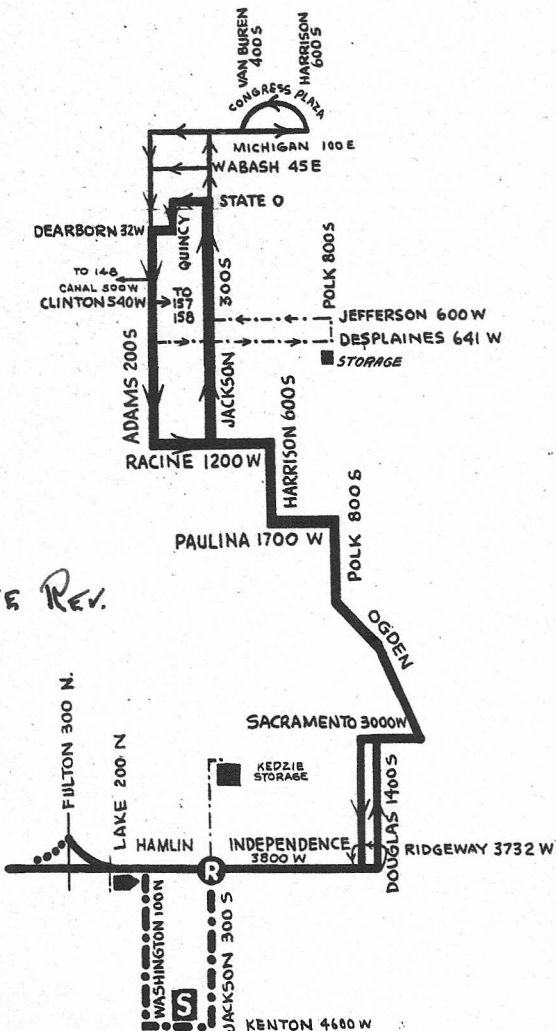 VAN BUREN
400S
HARRISON
600S
CONGRESS PLAZA
MICHIGAN 100E
WABASH 45E
STATE 0
DEARBORN 32W
QUINCY
TO 148
CANAL 500W
CLINTON 540W
TO
157
158
300S
JACKSON
POLK 800S
JEFFERSON 600W
DESPLAINES 641 W
STORAGE
ADAMS 200S
RACINE 1200W
HARRISON 600S
PAULINA 1700 W
POLK 800S
E REV.
OGDEN
SACRAMENTO 3000W
FULTON 300 N.
LAKE 200 N
KEDZIE
STORAGE
HAMLIN
R
INDEPENDENCE
3800 W
DOUGLAS 1400S
RIDGEWAY 3732 W
WASHINGTON 100N
S
JACKSON 300S
KENTON 4600W